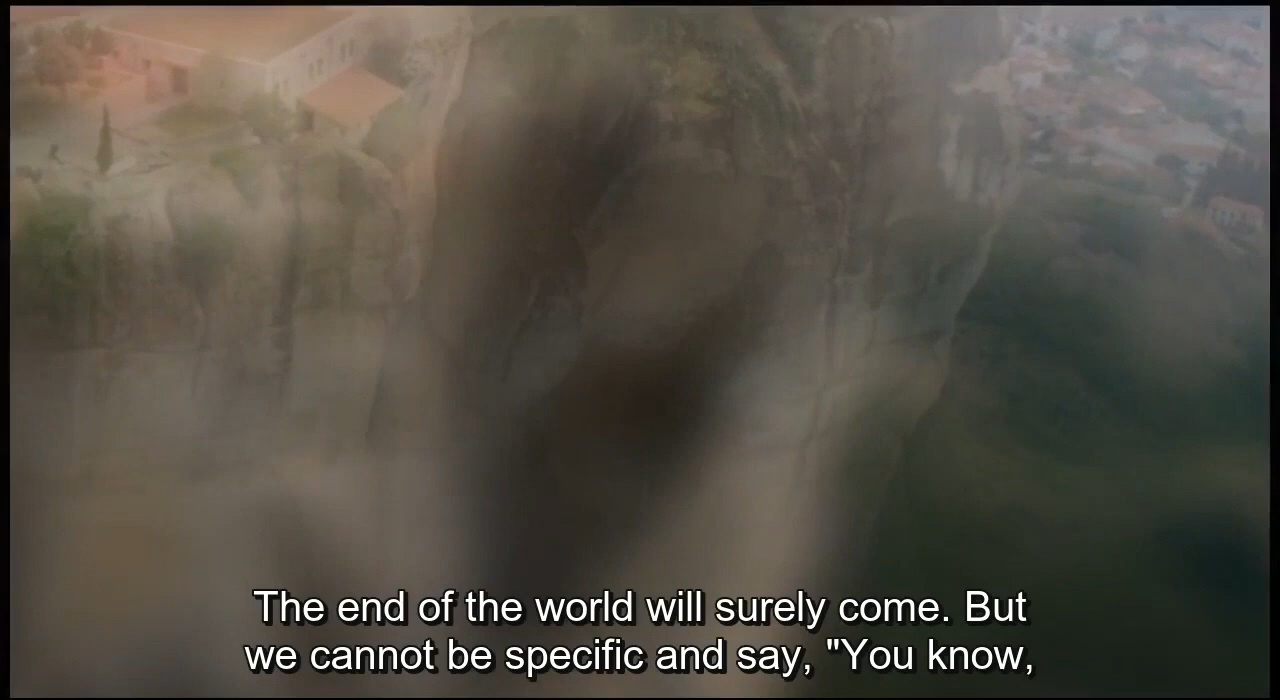 The end of the world will surely come. But
we cannot be specific and say, "You know,